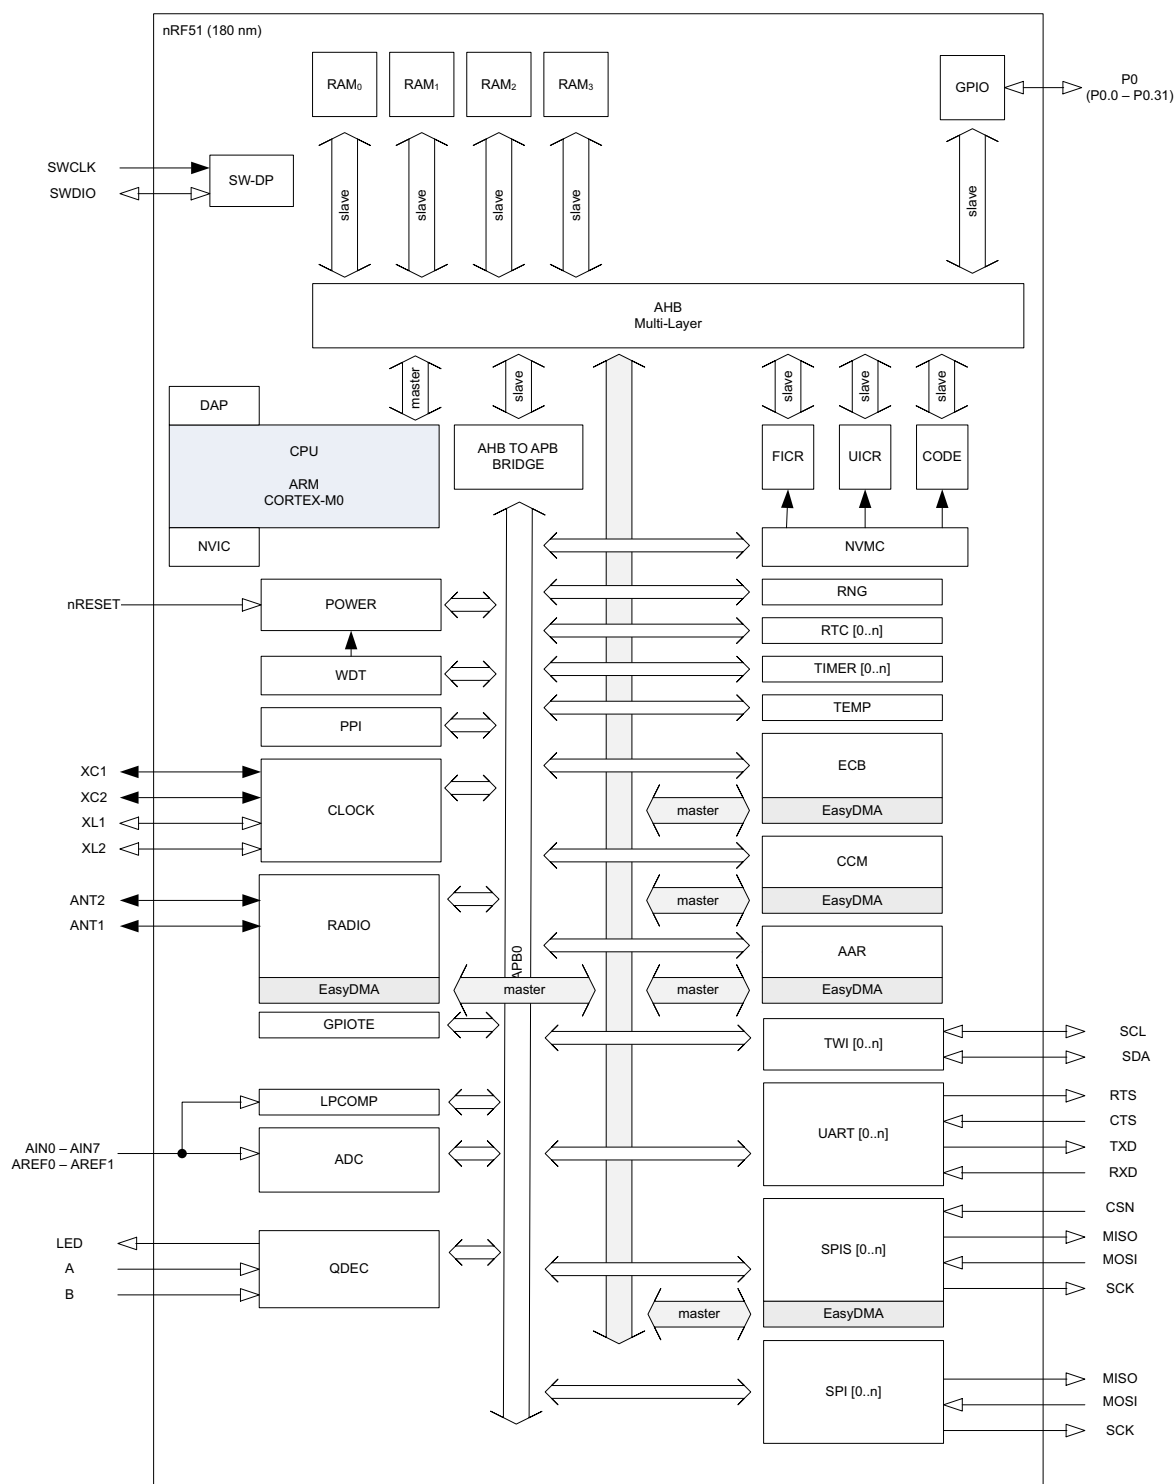 nRF51 (180 nm)
RAM0
RAM1
RAM2
RAM3
GPIO
P0
(P0.0 – P0.31)
SWCLK
SWDIO
SW-DP
slave
slave
slave
slave
slave
AHB
Multi-Layer
master
slave
slave
slave
slave
DAP
CPU
ARM
CORTEX-M0
NVIC
AHB TO APB
BRIDGE
FICR
UICR
CODE
NVMC
nRESET
POWER
RNG
RTC [0..n]
WDT
TIMER [0..n]
PPI
TEMP
XC1
XC2
XL1
XL2
CLOCK
ECB
master
EasyDMA
CCM
master
EasyDMA
ANT2
ANT1
RADIO
EasyDMA
APB0
master
AAR
master
EasyDMA
GPIOTE
TWI [0..n]
SCL
SDA
LPCOMP
AIN0 – AIN7
AREF0 – AREF1
ADC
UART [0..n]
RTS
CTS
TXD
RXD
LED
A
B
QDEC
SPIS [0..n]
master
EasyDMA
CSN
MISO
MOSI
SCK
SPI [0..n]
MISO
MOSI
SCK